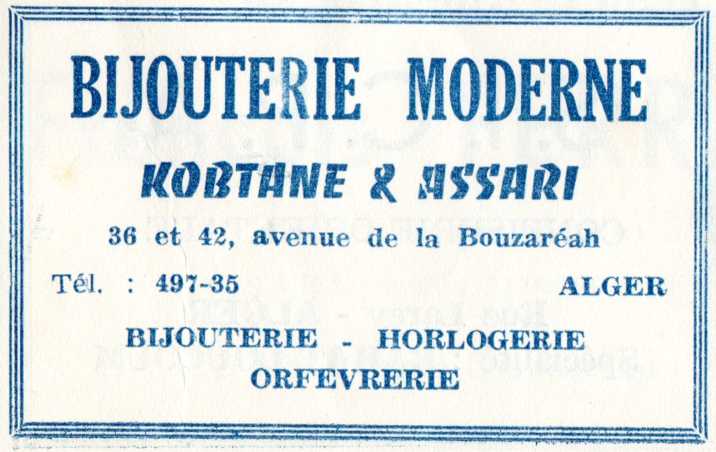 BIJOUTERIE MODERNE
KOBTANE & ASSARI
36 et 42, avenue de la Bouzaréah
Tél. : 497-35 ALGER
BIJOUTERIE - HORLOGERIE
ORFEVRERIE